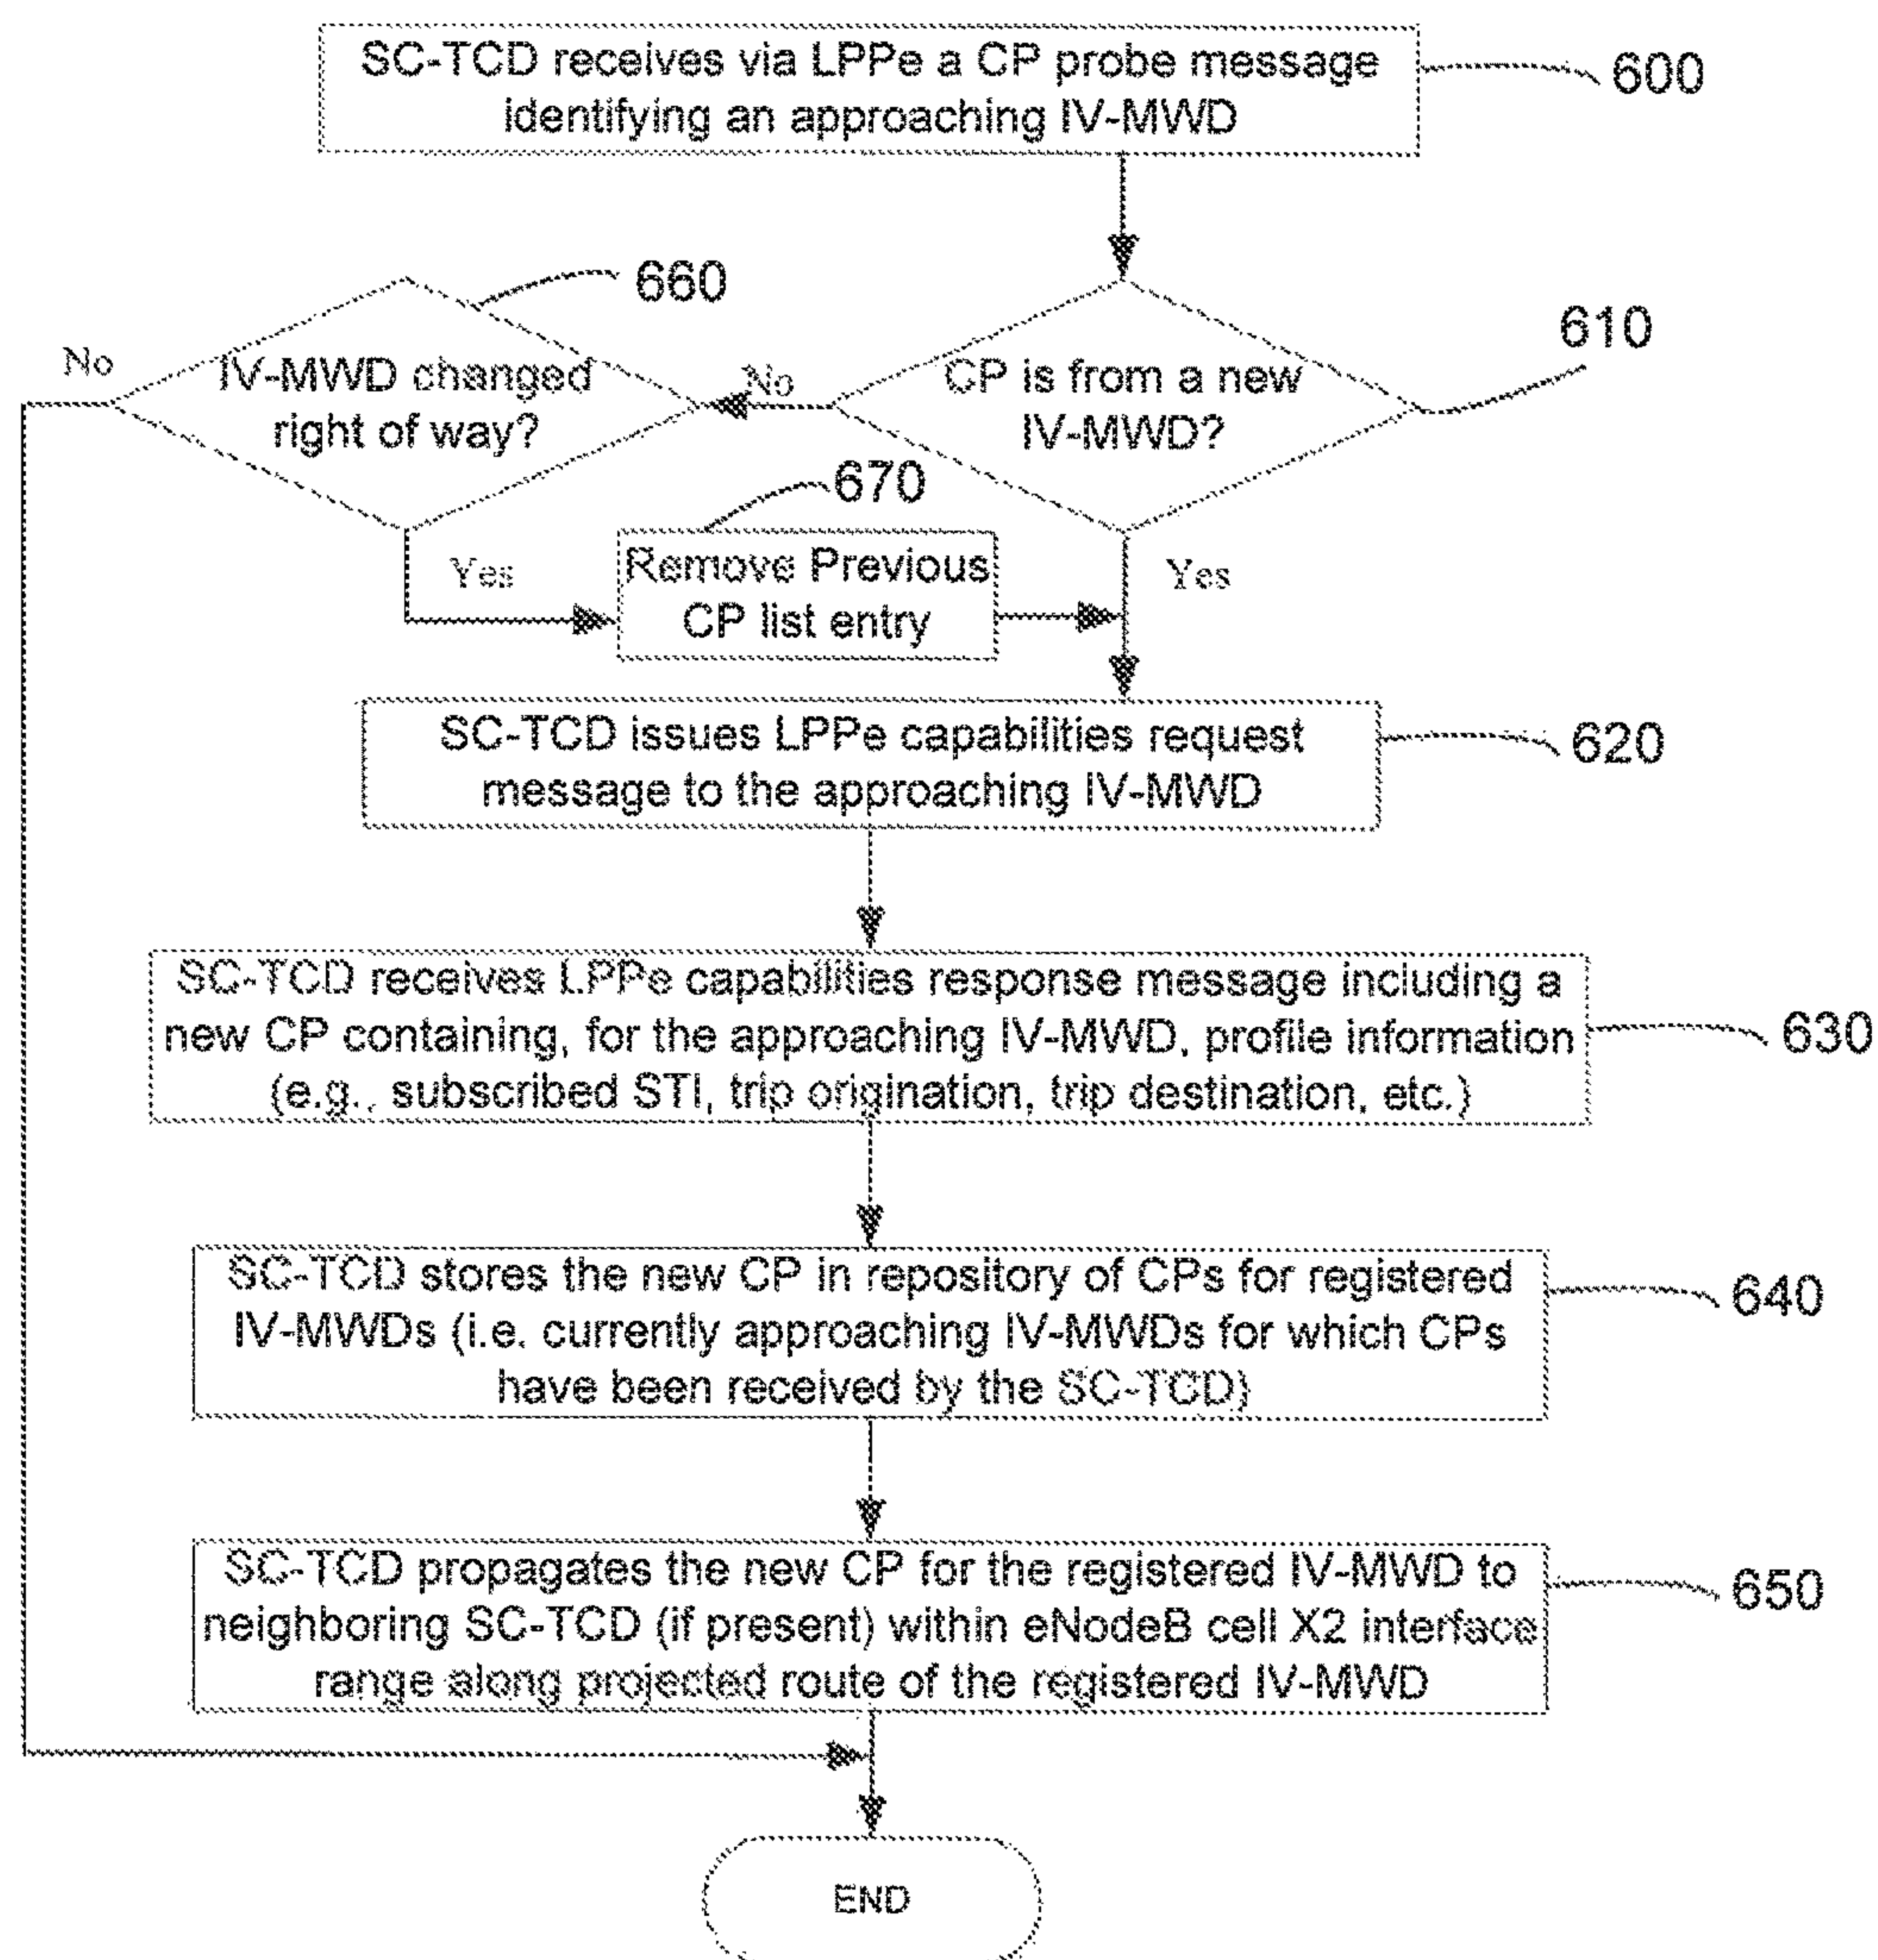 SC-TCD receives via LPPe a CP probe message
identifying an approaching IV-MWD
600
660
610
No
IV-MWD changed
right of way?
No
CP is from a new
IV-MWD?
670
Yes
Remove Previous
CP list entry
Yes
SC-TCD issues LPPe capabilities request
message to the approaching IV-MWD
620
SC-TCD receives LPPe capabilities response message including a
new CP containing, for the approaching IV-MWD, profile information
(e.g., subscribed STI, trip origination, trip destination, etc.)
630
SC-TCD stores the new CP in repository of CPs for registered
IV-MWDs (i.e. currently approaching IV-MWDs for which CPs
have been received by the SC-TCD)
640
SC-TCD propagates the new CP for the registered IV-MWD to
neighboring SC-TCD (if present) within eNodeB cell X2 interface
range along projected route of the registered IV-MWD
650
END